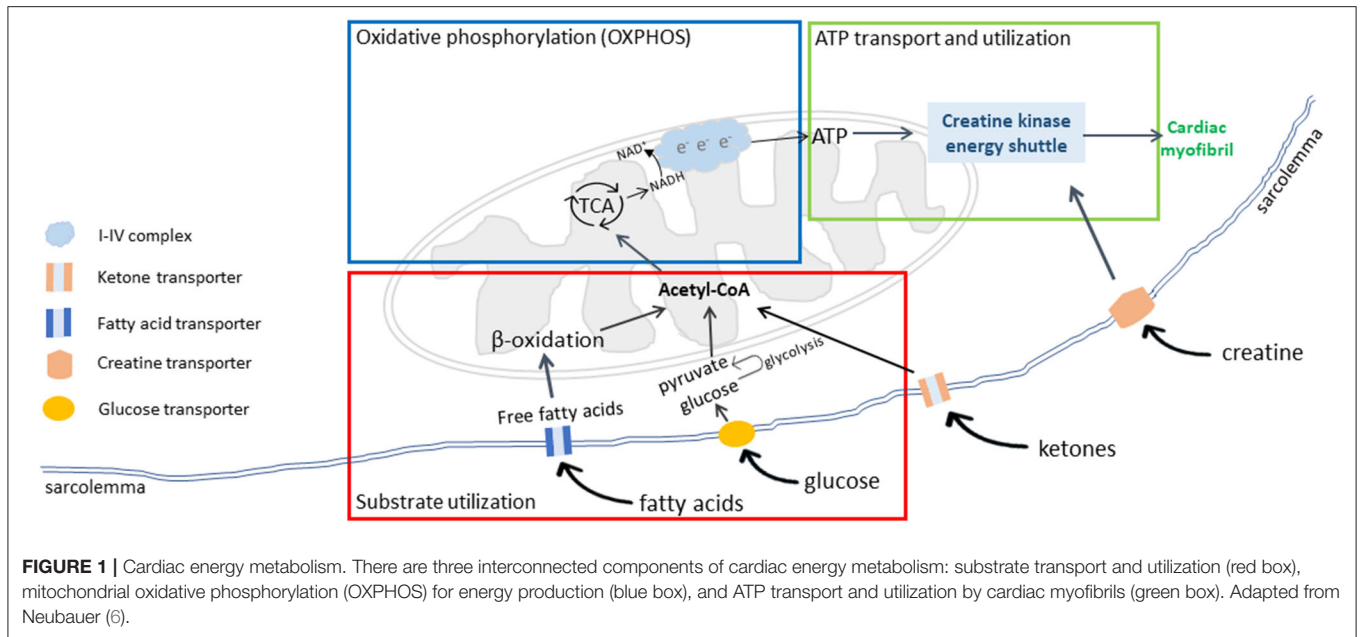 Oxidative phosphorylation (OXPHOS)
ATP transport and utilization
e⁻ e⁻ e⁻
NAD⁺
NADH
TCA
ATP
Creatine kinase
energy shuttle
Cardiac
myofibril
sarcolemma
I-IV complex
Ketone transporter
Fatty acid transporter
Creatine transporter
Glucose transporter
Acetyl-CoA
β-oxidation
pyruvate
glycolysis
glucose
Free fatty acids
creatine
ketones
glucose
fatty acids
sarcolemma
Substrate utilization
FIGURE 1 | Cardiac energy metabolism. There are three interconnected components of cardiac energy metabolism: substrate transport and utilization (red box),
mitochondrial oxidative phosphorylation (OXPHOS) for energy production (blue box), and ATP transport and utilization by cardiac myofibrils (green box). Adapted from
Neubauer (6).